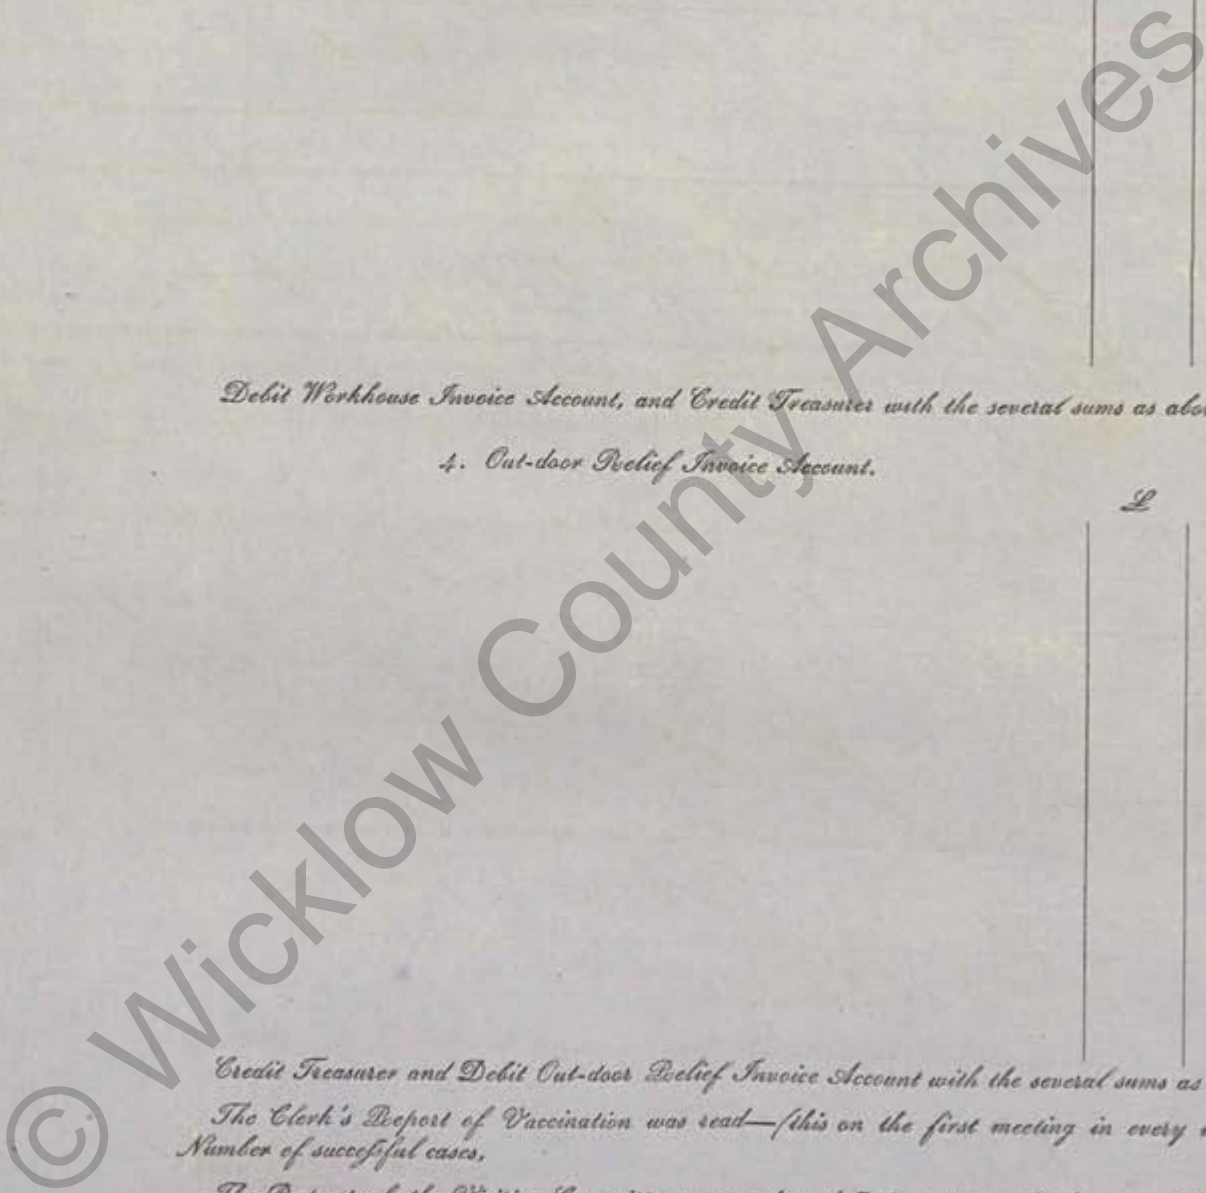 Debit Workhouse Invoice Account, and Credit Treasurer with the several sums as abo
4. Out-door Relief Invoice Account.
£
Credit Treasurer and Debit Out-door Relief Invoice Account with the several sums as
The Clerk's Report of Vaccination was read—(this on the first meeting in every
Number of successful cases,
© Wicklow County Archives